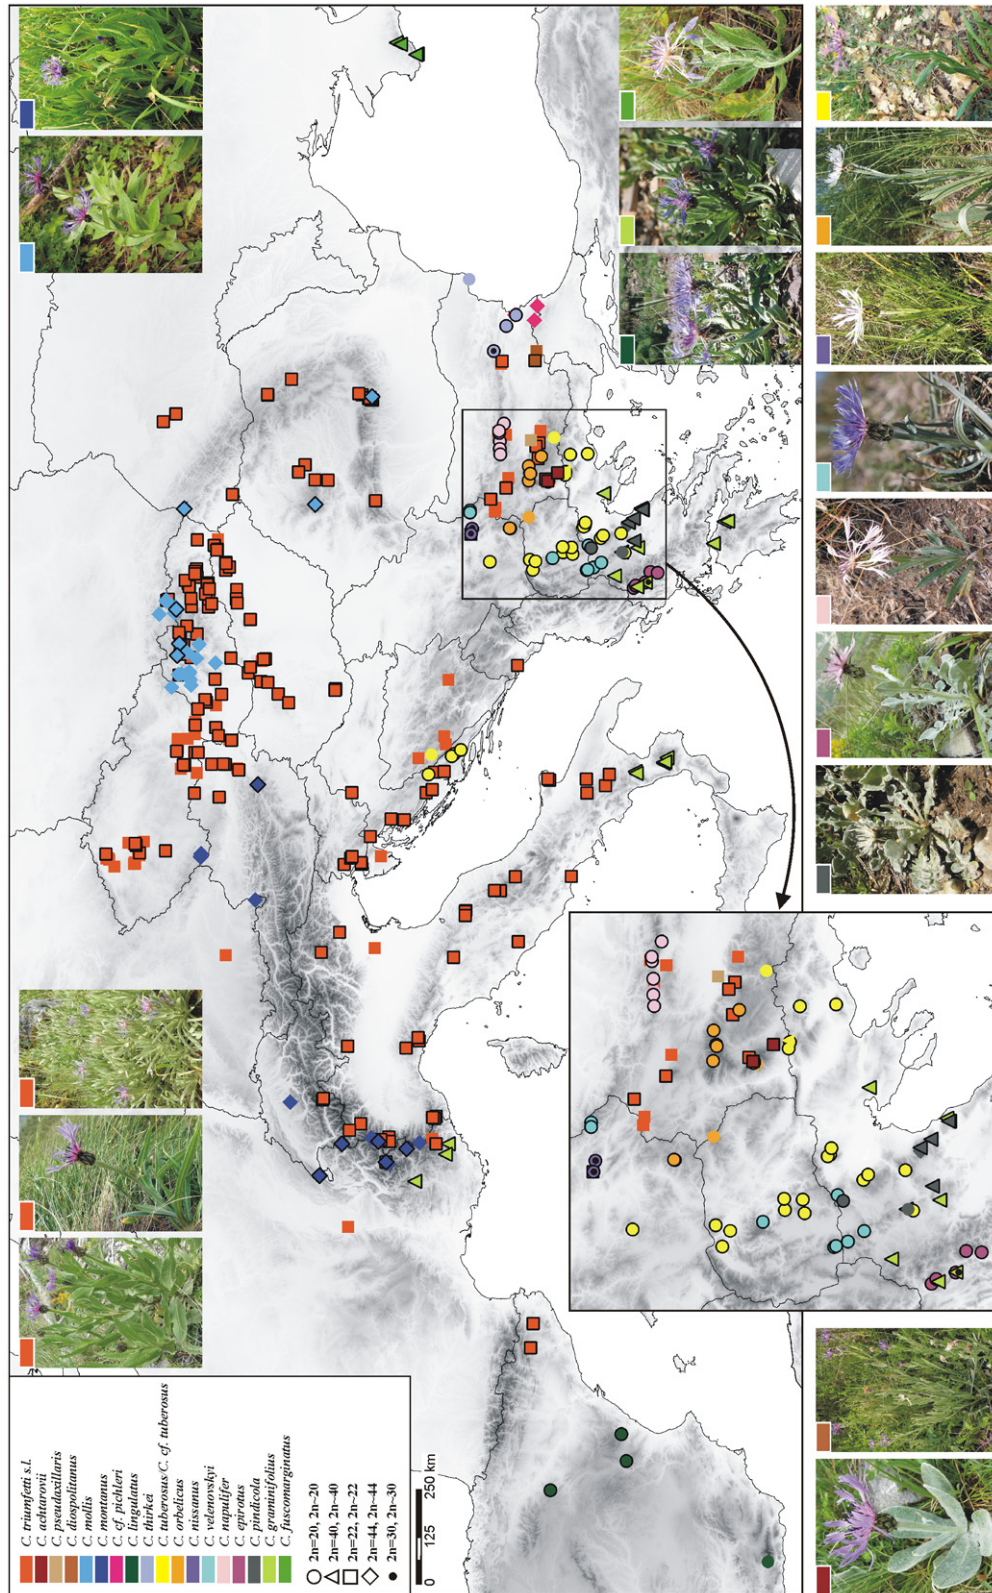 C. triumfetti s.l.
C. achtarovii
C. pseudaxillaris
C. diospolitanus
C. mollis
C. montanus
C. cf. pichleri
C. lingulatus
C. thirkei
C. tuberosus/C. cf. tuberosus
C. orbelicus
C. nissanus
C. velenovskyi
C. napulifer
C. epirotus
C. pindicola
C. graminifolius
C. fuscomarginatus
2n=20, 2n~20
2n=40, 2n~40
2n=22, 2n~22
2n=44, 2n~44
2n=30, 2n~30
0 125 250 km